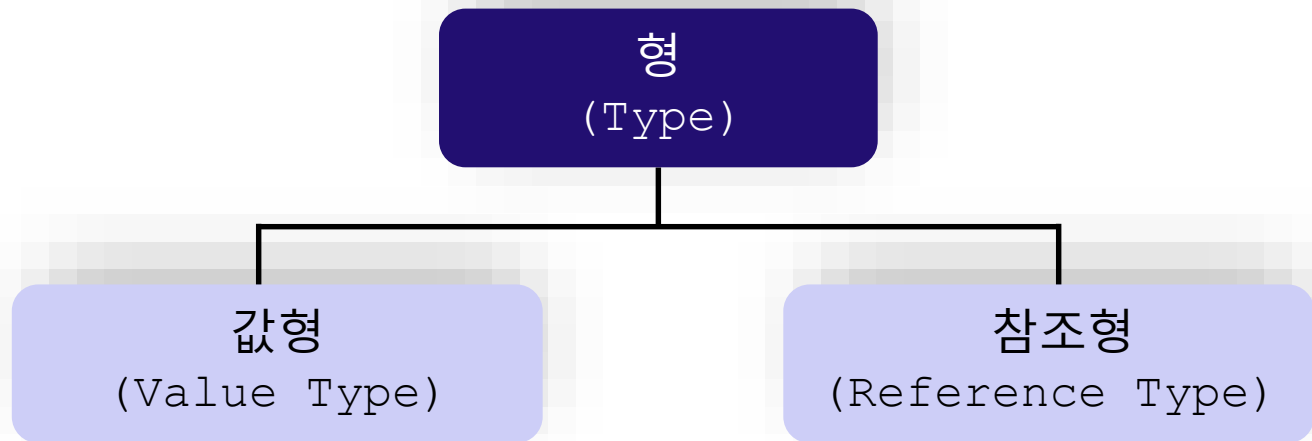 형
(Type)
값형
(Value Type)
참조형
(Reference Type)